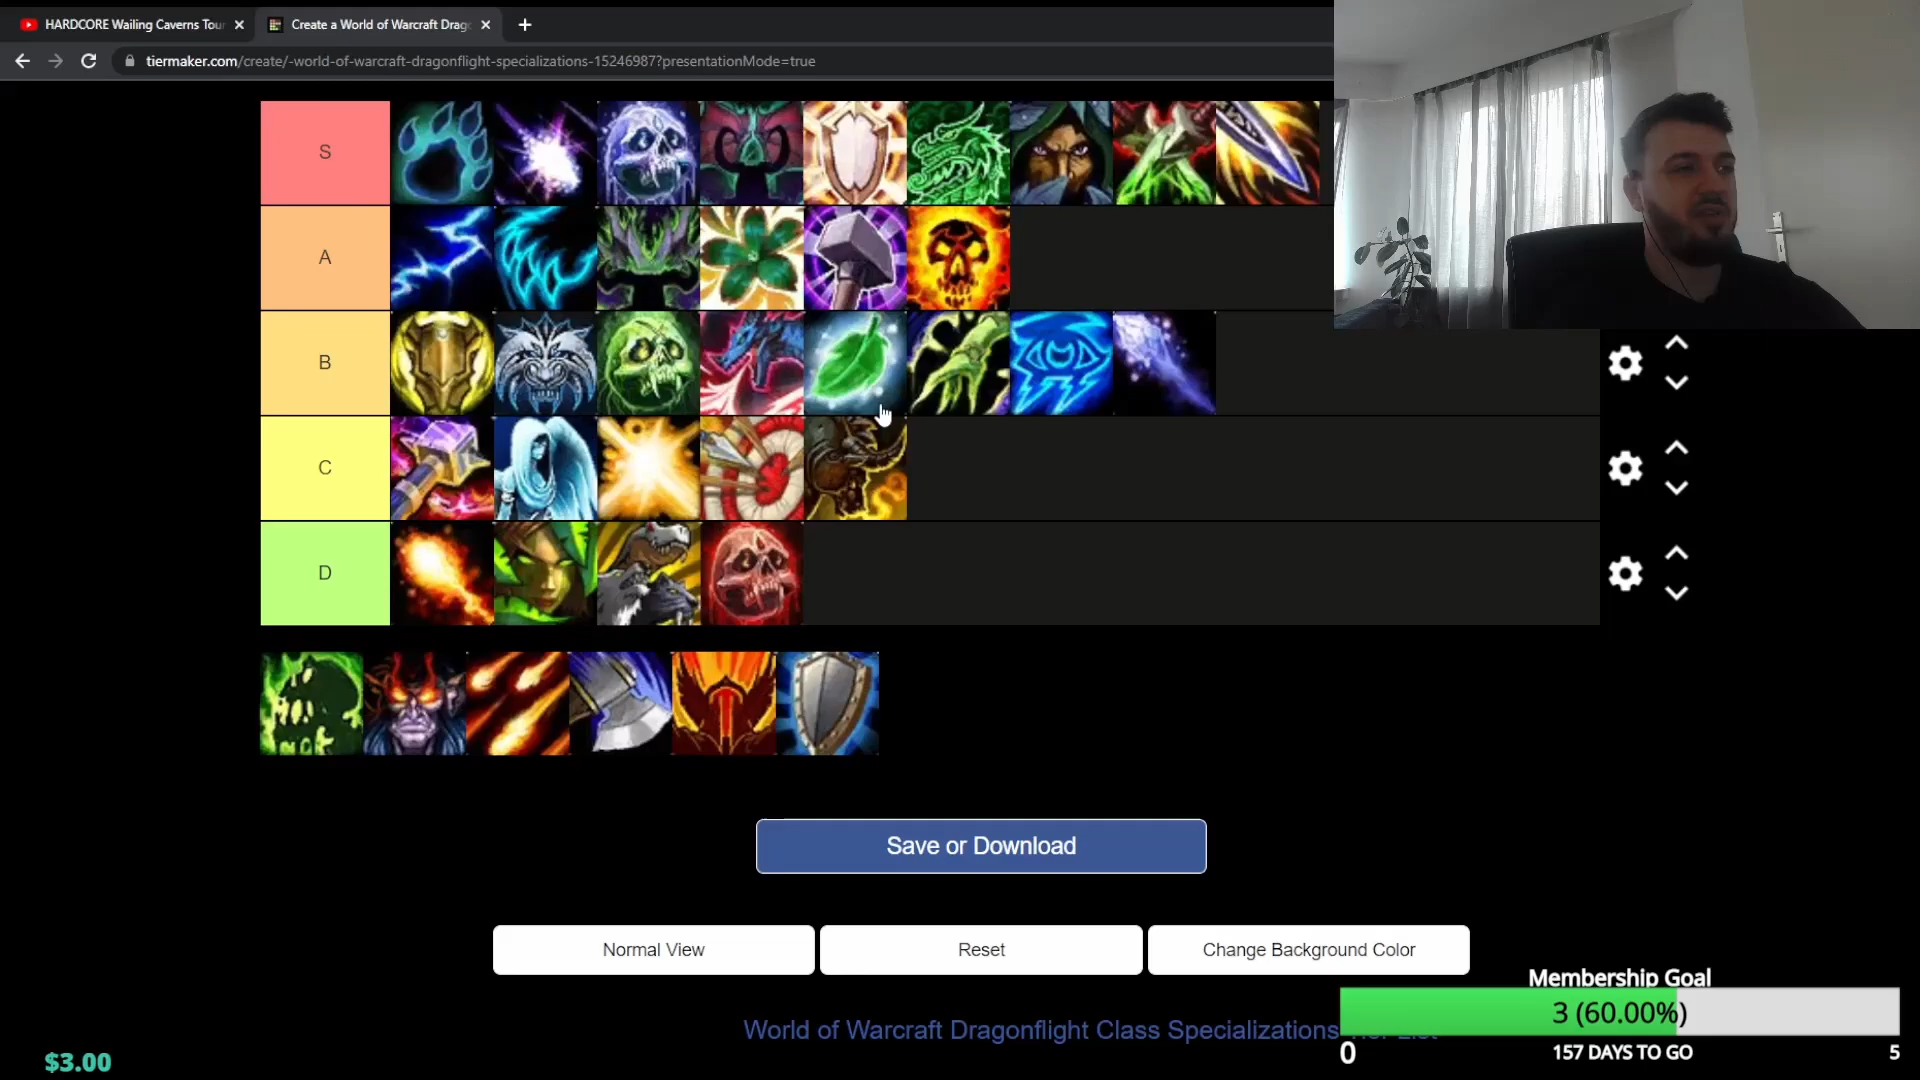 HARDCORE Wailing Caverns Tour
Create a World of Warcraft Drag
tiermaker.com/create/-world-of-warcraft-dragonflight-specializations-15246987?presentationMode=true
S
A
B
C
D
Save or Download
Normal View
Reset
Change Background Color
World of Warcraft Dragonflight Class Specializations
Membership Goal
3 (60.00%)
0
157 DAYS TO GO
5
$3.00